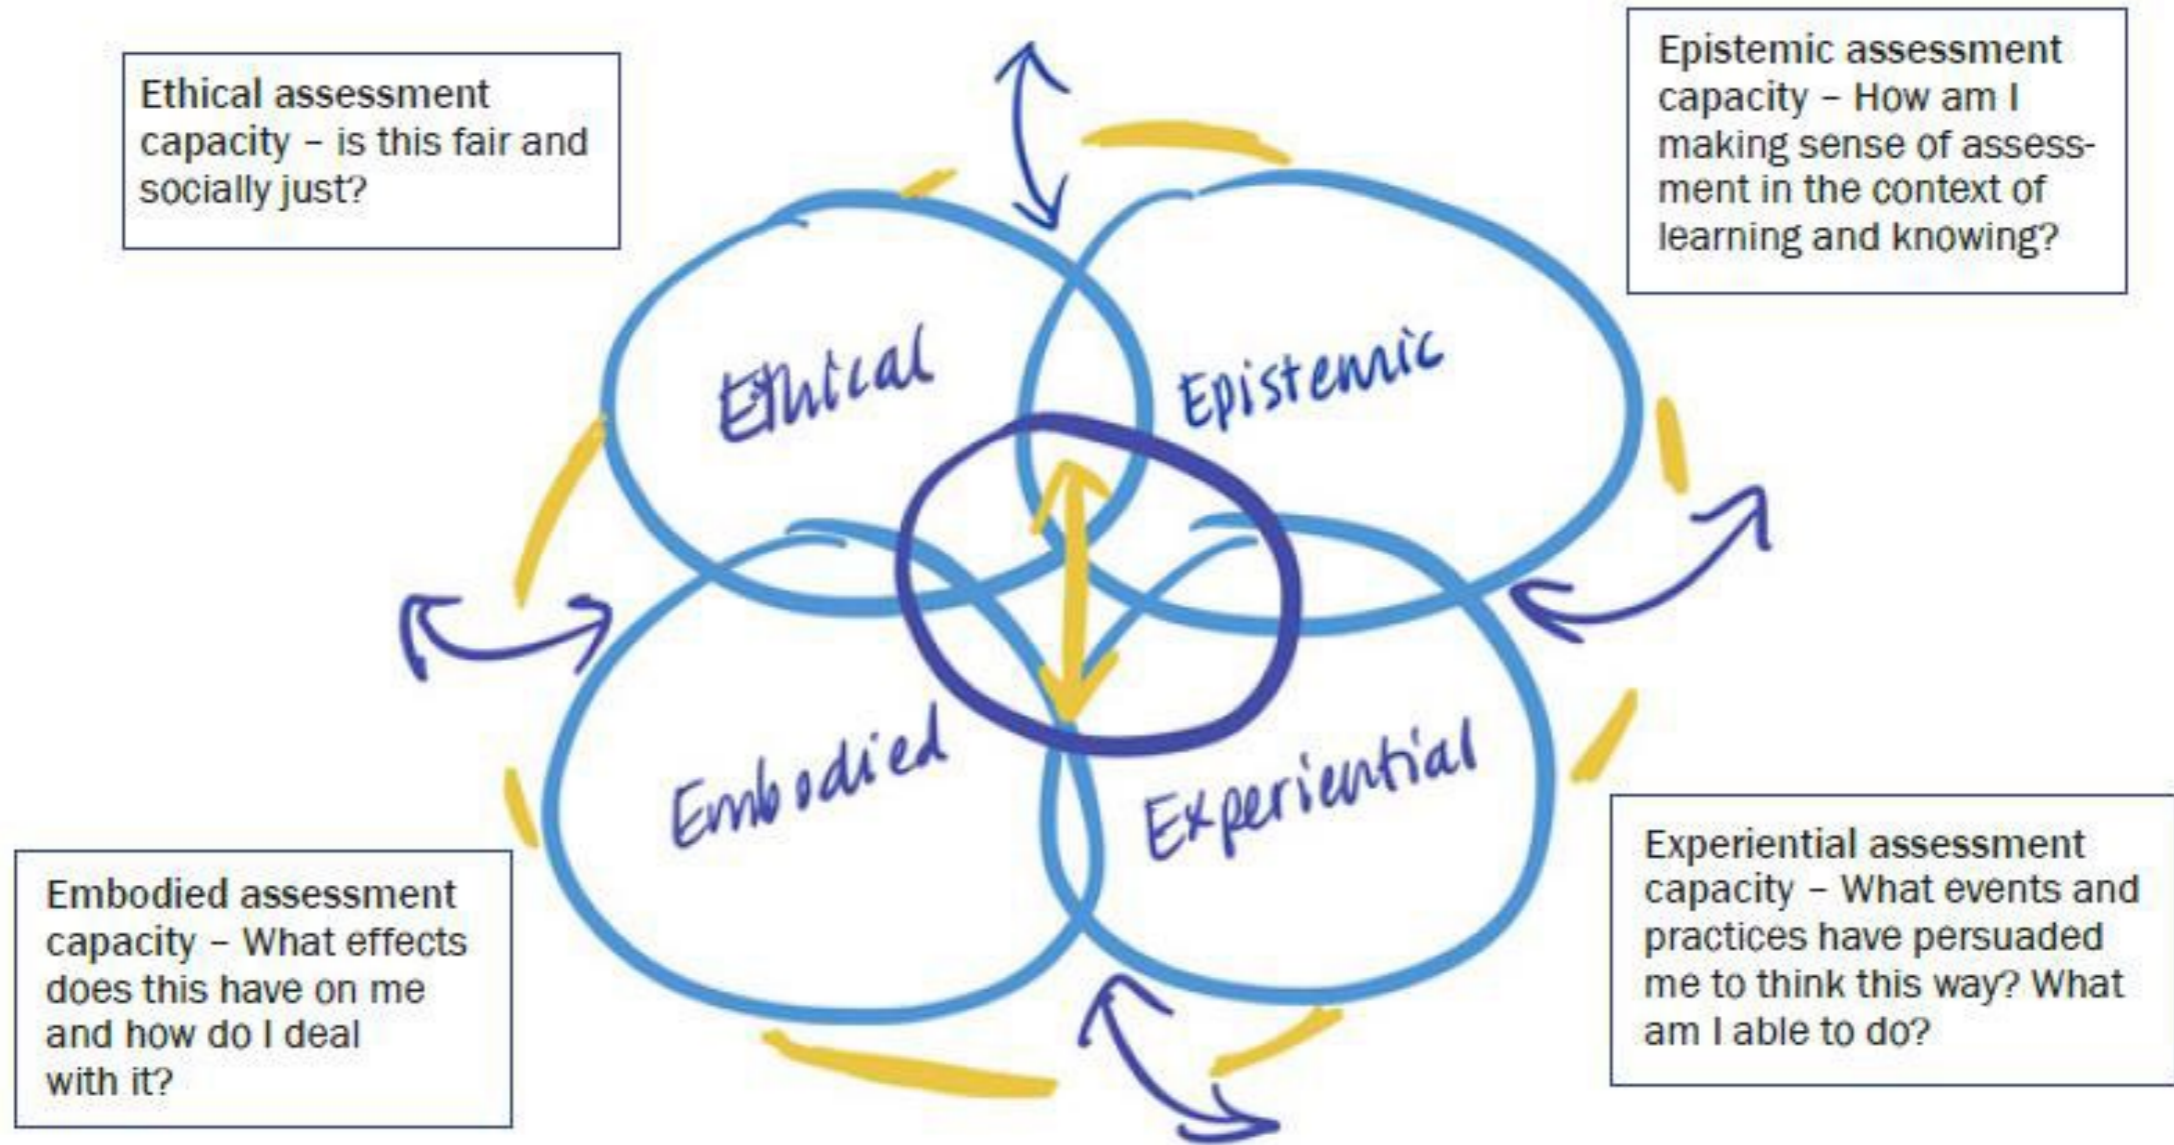 Ethical assessment
capacity – is this fair and
socially just?
Epistemic assessment
capacity – How am I
making sense of assess-
ment in the context of
learning and knowing?
Ethical
Epistemic
Embodied
Experiential
Embodied assessment
capacity – What effects
does this have on me
and how do I deal
with it?
Experiential assessment
capacity – What events and
practices have persuaded
me to think this way? What
am I able to do?